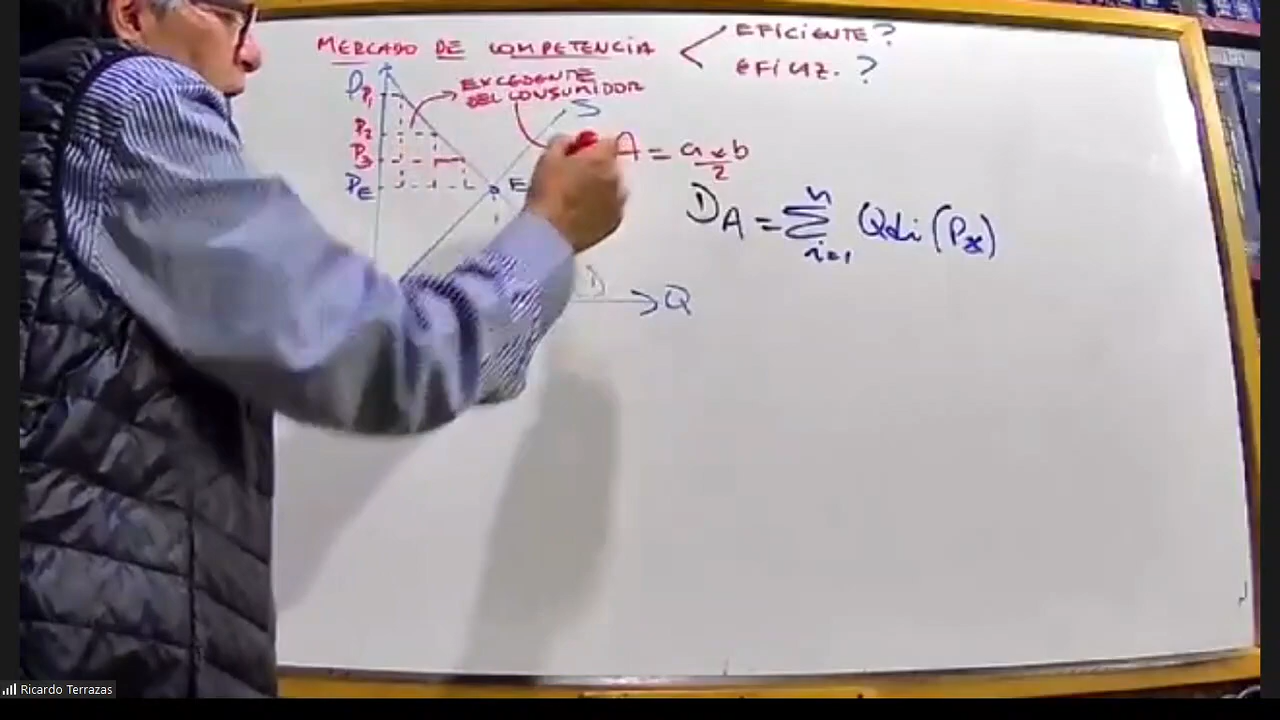 MERCADO DE COMPETENCIA
EFICIENTE?
EFICAZ. ?
P
P1
P2
P3
PE
EXCEDENTE
DEL CONSUMIDOR
S
E
D
Q
A = a x b
2
DA = Σ Qdi (Px)
n
i=1
Ricardo Terrazas